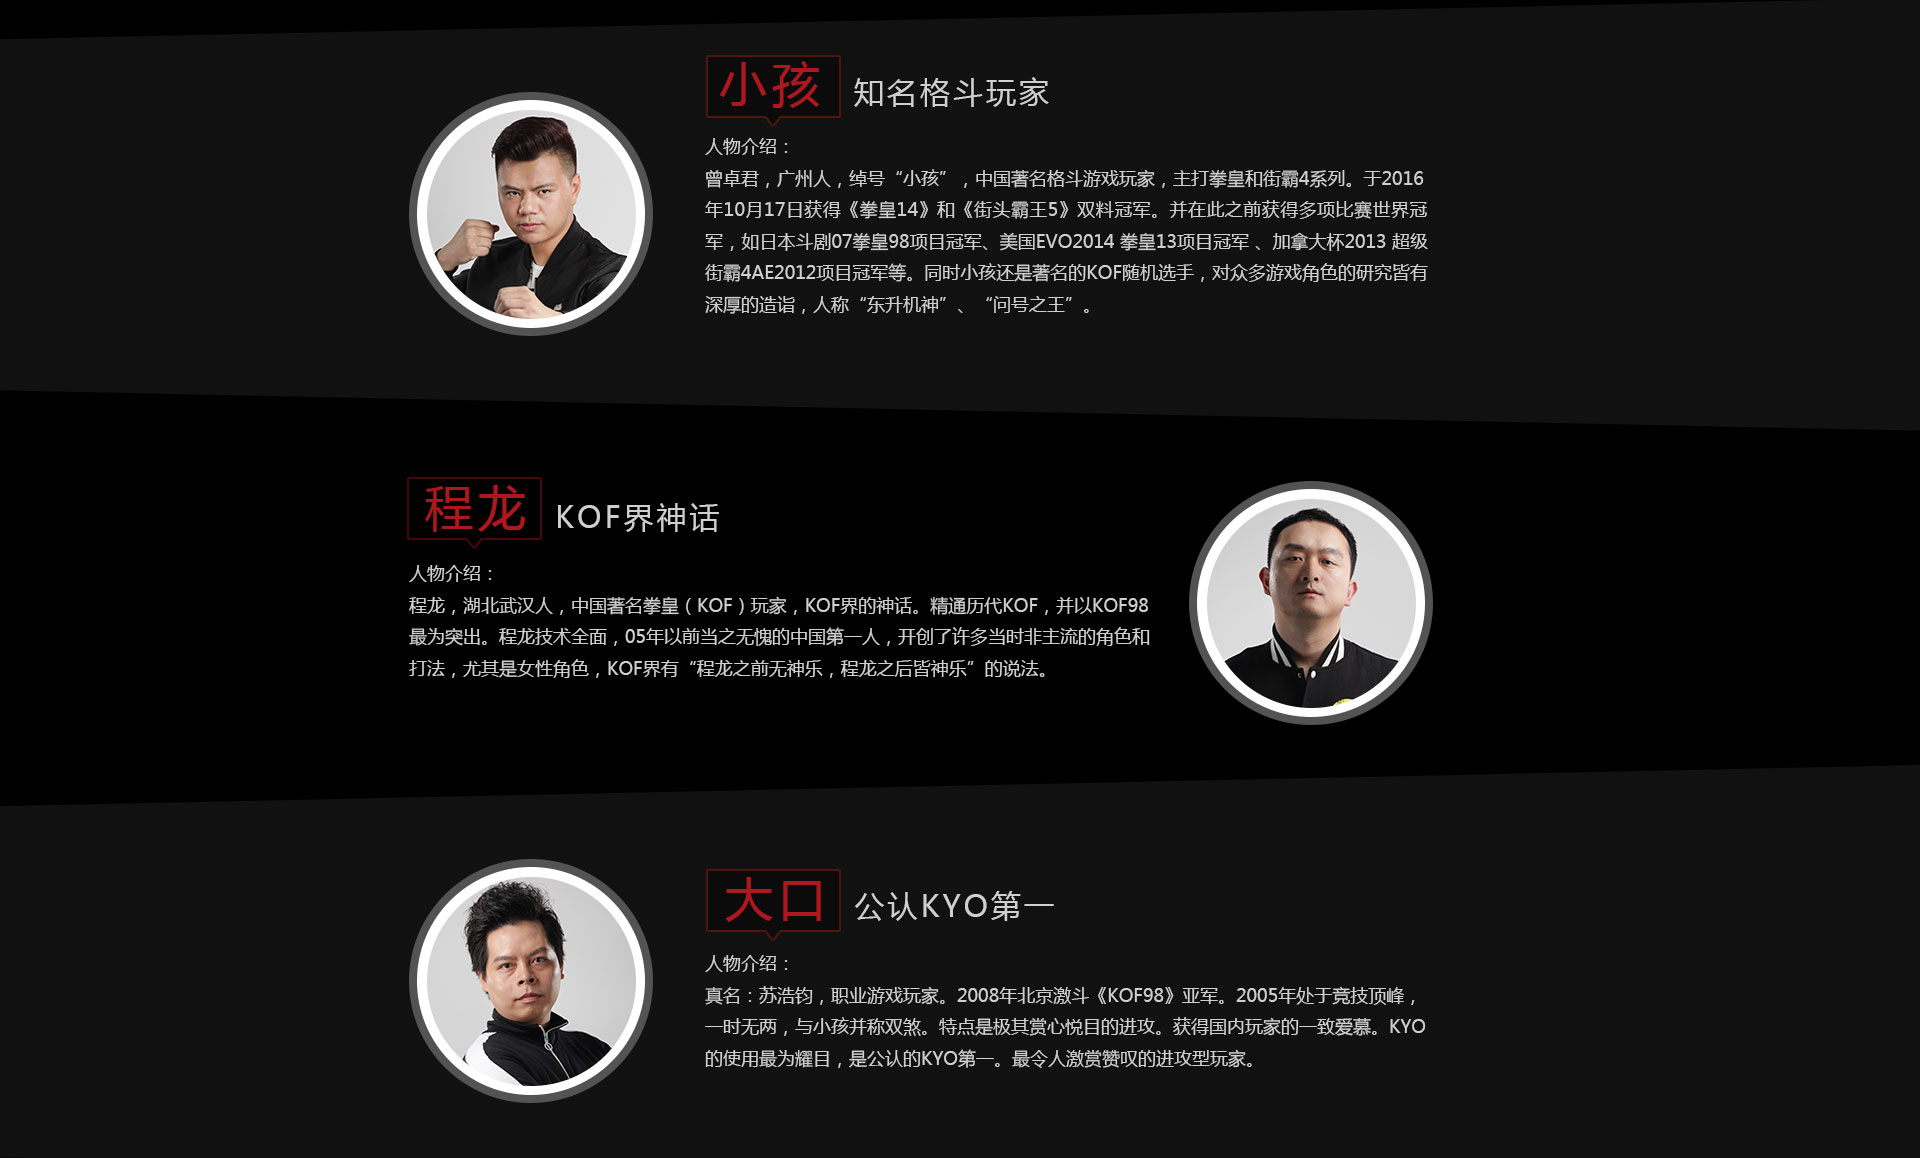 小孩 知名格斗玩家
人物介绍：
曾卓君，广州人，绰号“小孩”，中国著名格斗游戏玩家，主打拳皇和街霸4系列。于2016
年10月17日获得《拳皇14》和《街头霸王5》双料冠军。并在此之前获得多项比赛世界冠
军，如日本斗剧07拳皇98项目冠军、美国EVO2014 拳皇13项目冠军 、加拿大杯2013 超级
街霸4AE2012项目冠军等。同时小孩还是著名的KOF随机选手，对众多游戏角色的研究皆有
深厚的造诣，人称“东升机神”、“问号之王”。
程龙 KOF界神话
人物介绍：
程龙，湖北武汉人，中国著名拳皇（KOF）玩家，KOF界的神话。精通历代KOF，并以KOF98
最为突出。程龙技术全面，05年以前当之无愧的中国第一人，开创了许多当时非主流的角色和
打法，尤其是女性角色，KOF界有“程龙之前无神乐，程龙之后皆神乐”的说法。
大口 公认KYO第一
人物介绍：
真名：苏浩钧，职业游戏玩家。2008年北京激斗《KOF98》亚军。2005年处于竞技顶峰，
一时无两，与小孩并称双煞。特点是极其赏心悦目的进攻。获得国内玩家的一致爱慕。KYO
的使用最为耀目，是公认的KYO第一。最令人激赏赞叹的进攻型玩家。